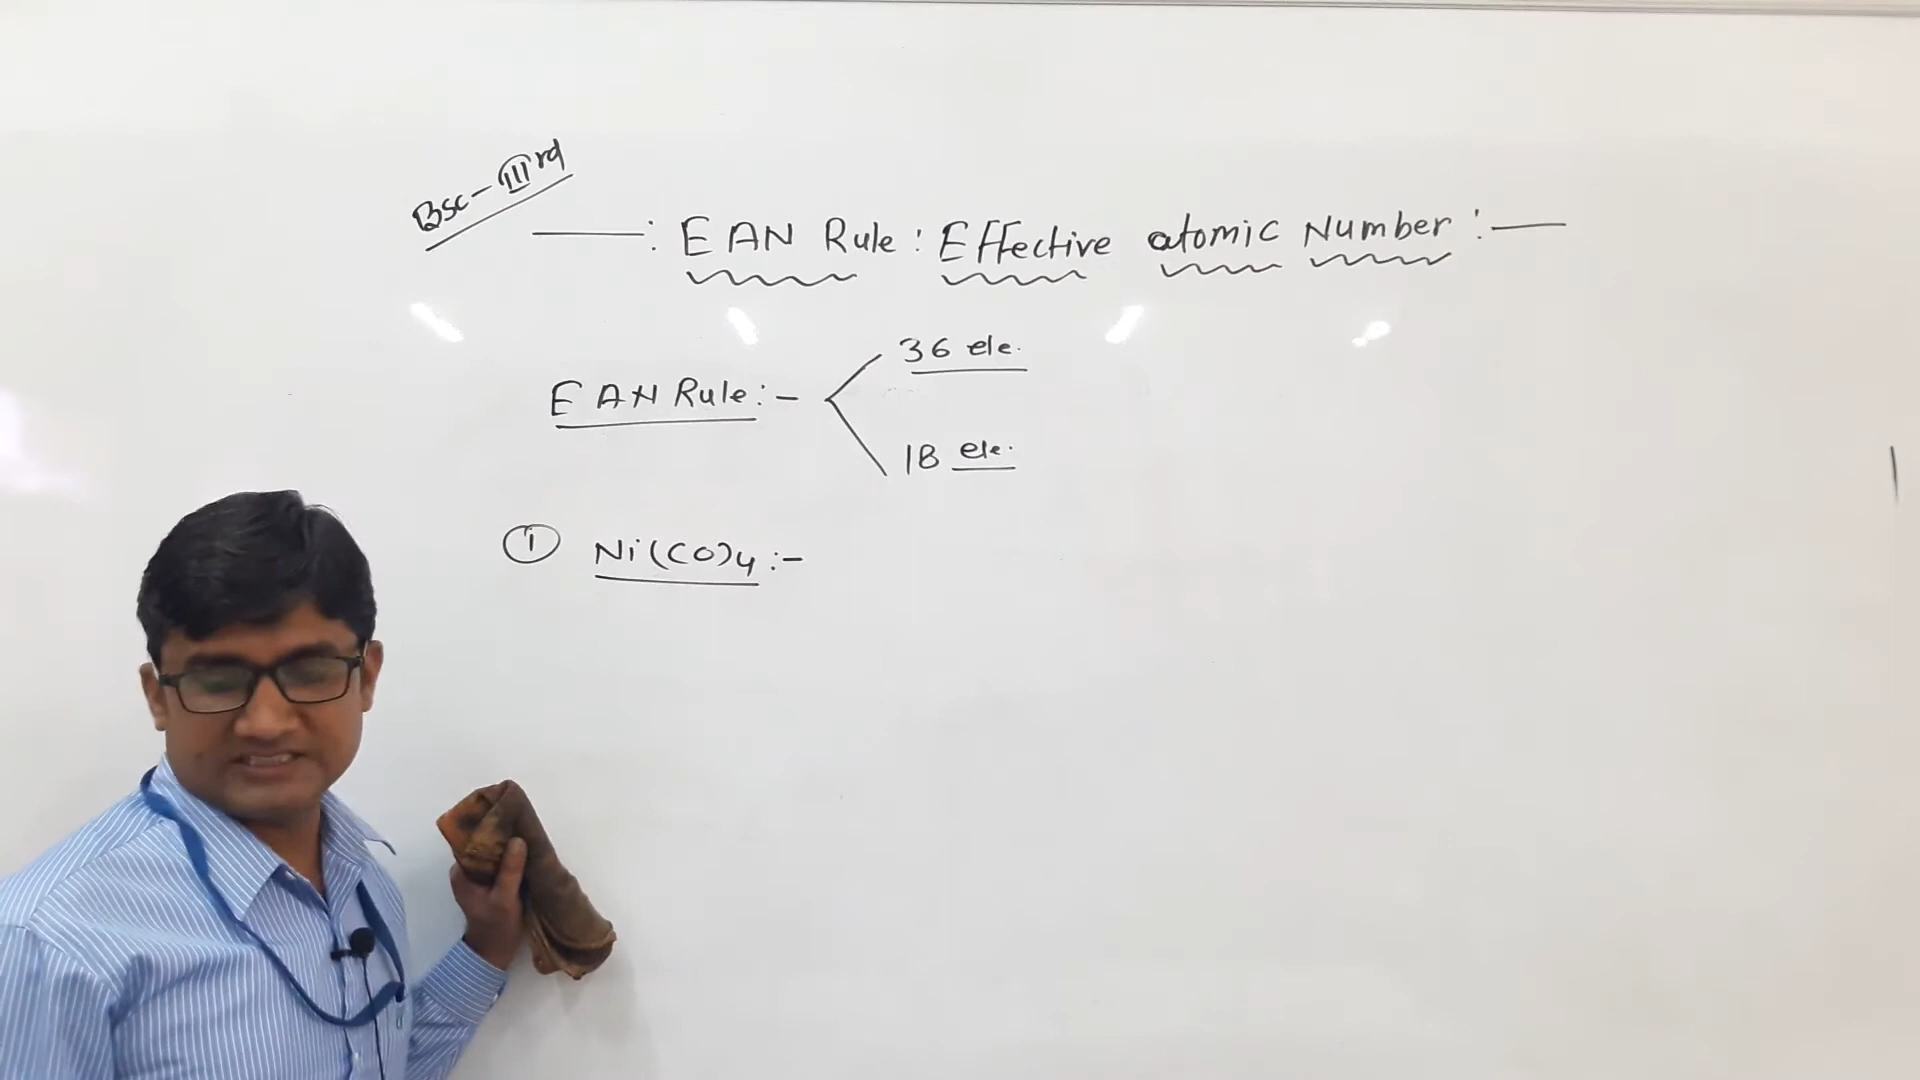 Bsc-IIIrd
: EAN Rule : Effective atomic Number :
EAN Rule :-
36 ele.
18 ele.
① Ni(CO)4 :-